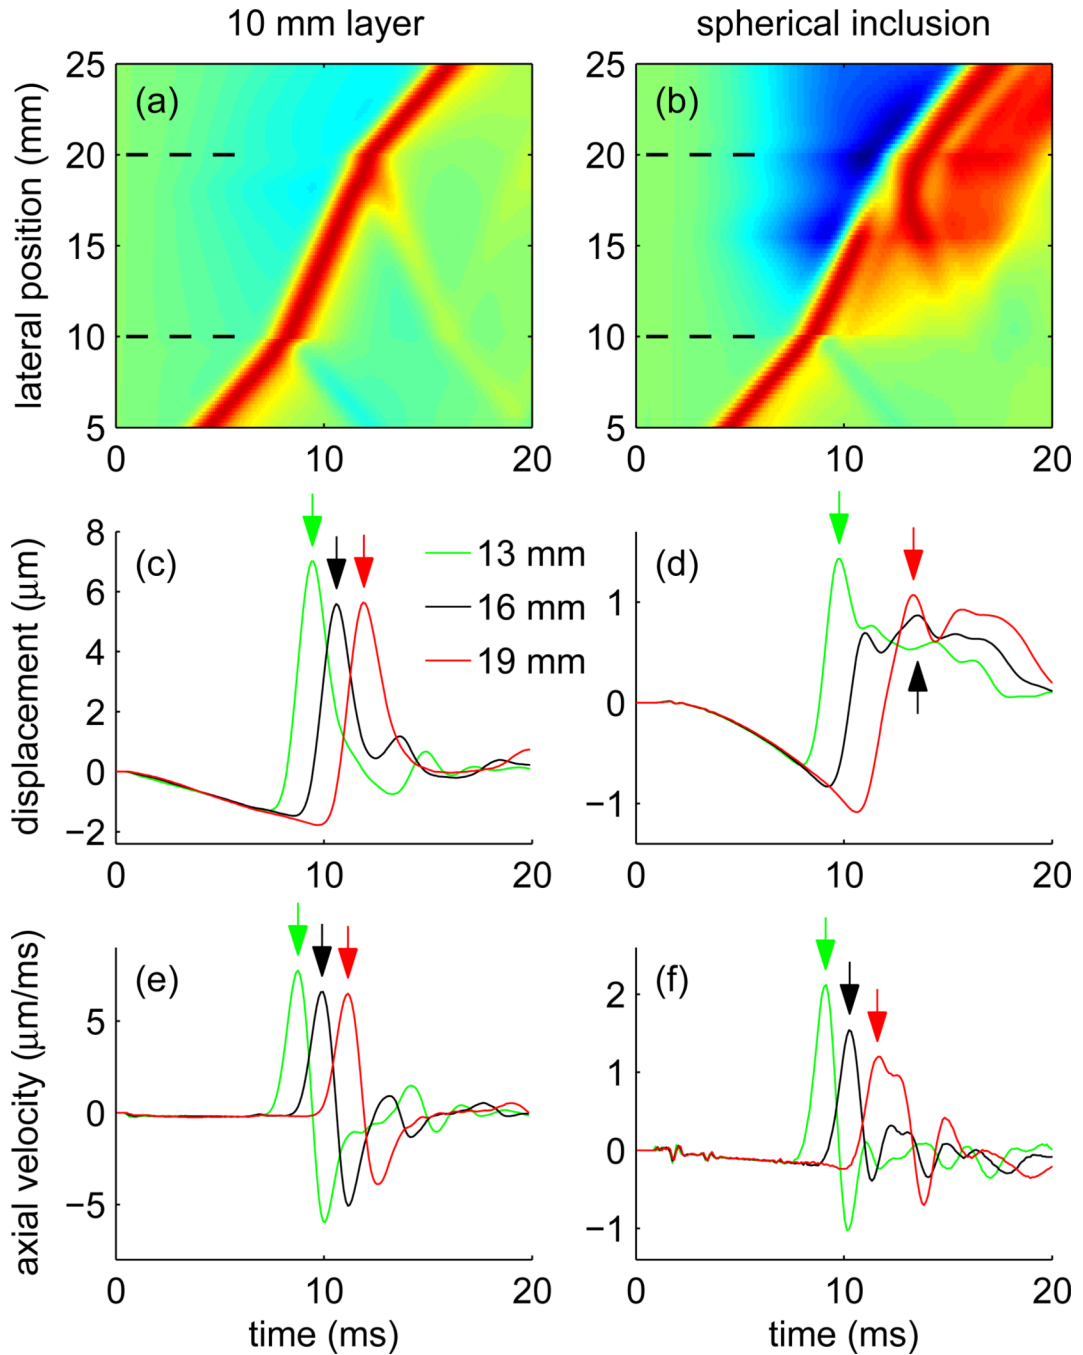 10 mm layer
spherical inclusion
(a)
(b)
lateral position (mm)
25
20
15
10
5
0
10
20
25
20
15
10
5
0
10
20
(c)
13 mm
16 mm
19 mm
(d)
displacement (μm)
8
6
4
2
0
−2
0
10
20
1
0
−1
0
10
20
(e)
(f)
axial velocity (μm/ms)
5
0
−5
0
10
20
time (ms)
2
1
0
−1
0
10
20
time (ms)